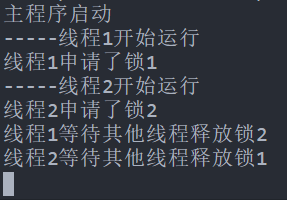 主程序启动
-----线程1开始运行
线程1申请了锁1
-----线程2开始运行
线程2申请了锁2
线程1等待其他线程释放锁2
线程2等待其他线程释放锁1